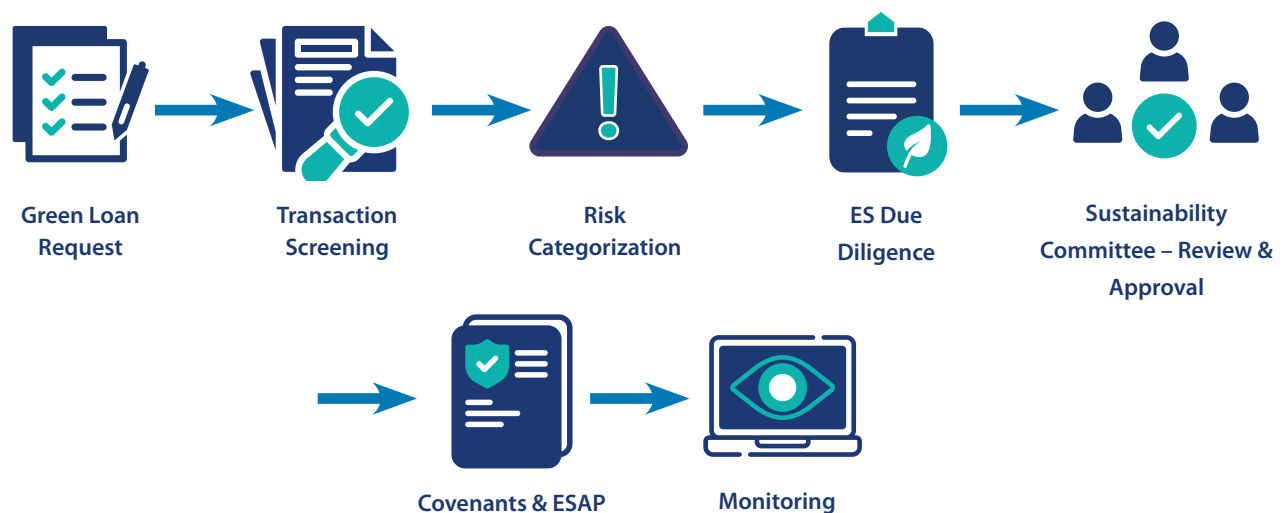 Green Loan
Request
Transaction
Screening
Risk
Categorization
ES Due
Diligence
Sustainability
Committee – Review &
Approval
Covenants & ESAP
Monitoring